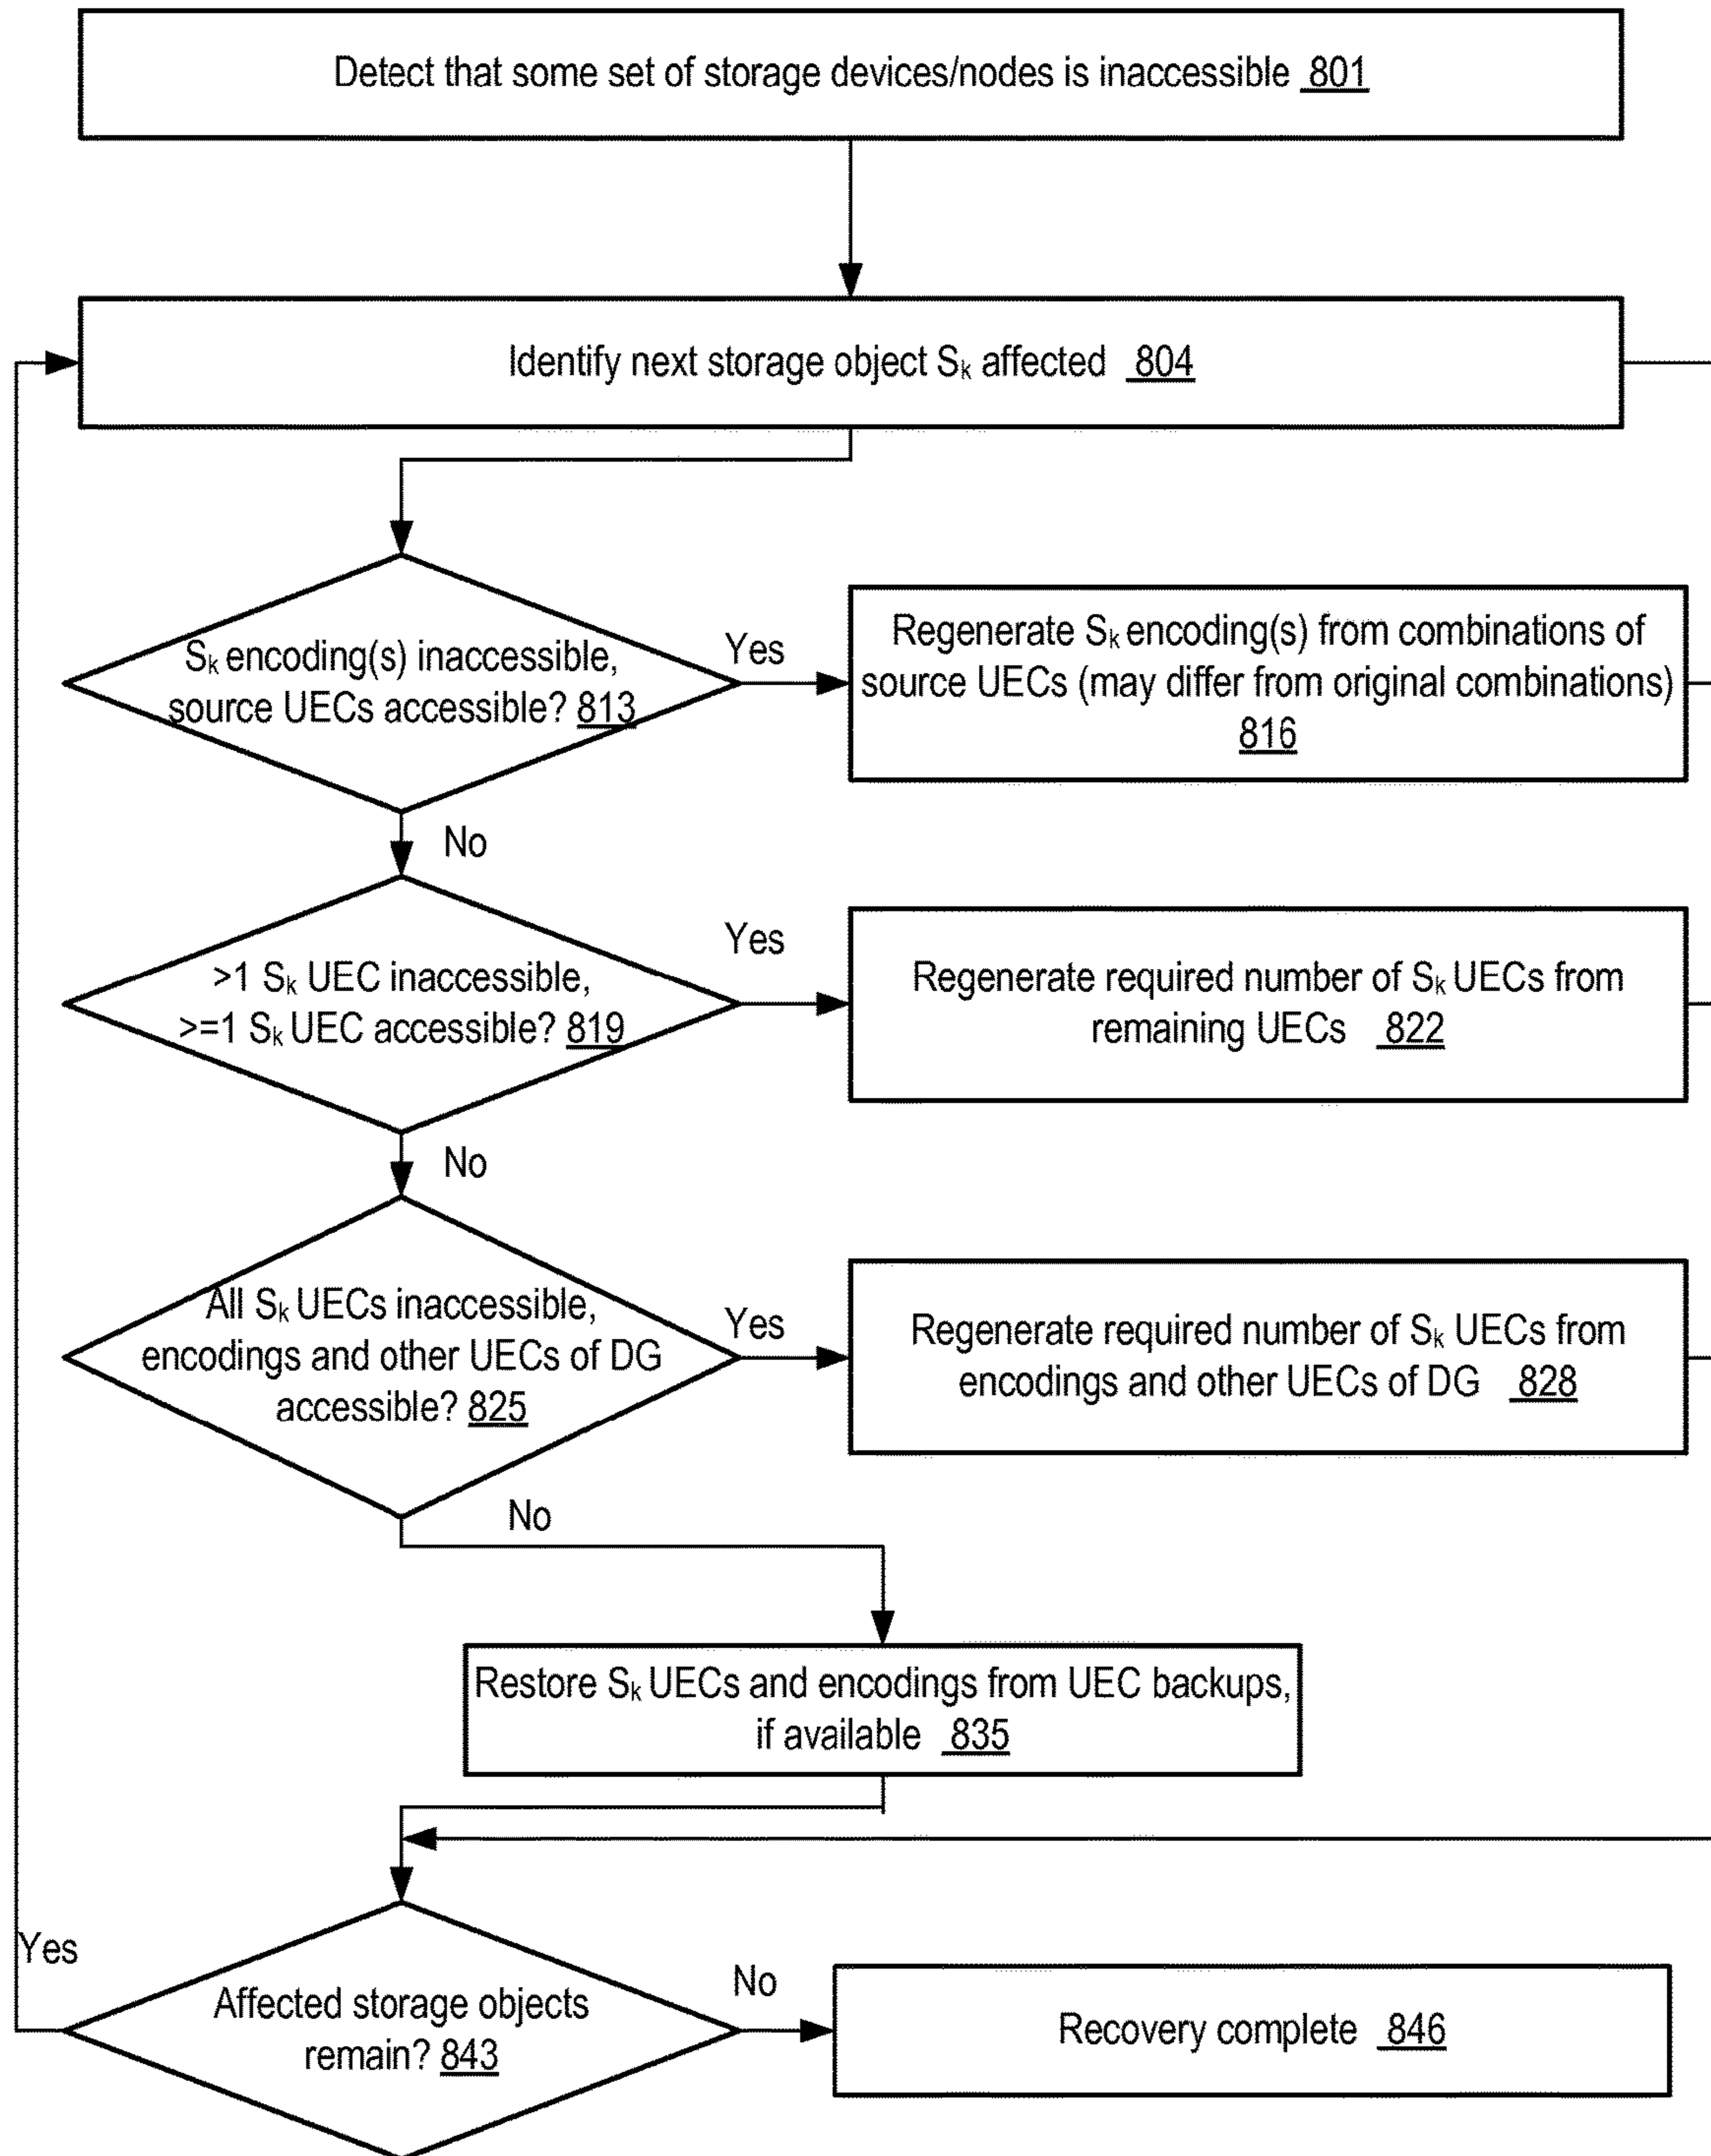 Detect that some set of storage devices/nodes is inaccessible 801
Identify next storage object Sk affected 804
Sk encoding(s) inaccessible,
source UECs accessible? 813
Yes
Regenerate Sk encoding(s) from combinations of
source UECs (may differ from original combinations)
816
No
>1 Sk UEC inaccessible,
>=1 Sk UEC accessible? 819
Yes
Regenerate required number of Sk UECs from
remaining UECs 822
No
All Sk UECs inaccessible,
encodings and other UECs of DG
accessible? 825
Yes
Regenerate required number of Sk UECs from
encodings and other UECs of DG 828
No
Restore Sk UECs and encodings from UEC backups,
if available 835
Yes
Affected storage objects
remain? 843
No
Recovery complete 846